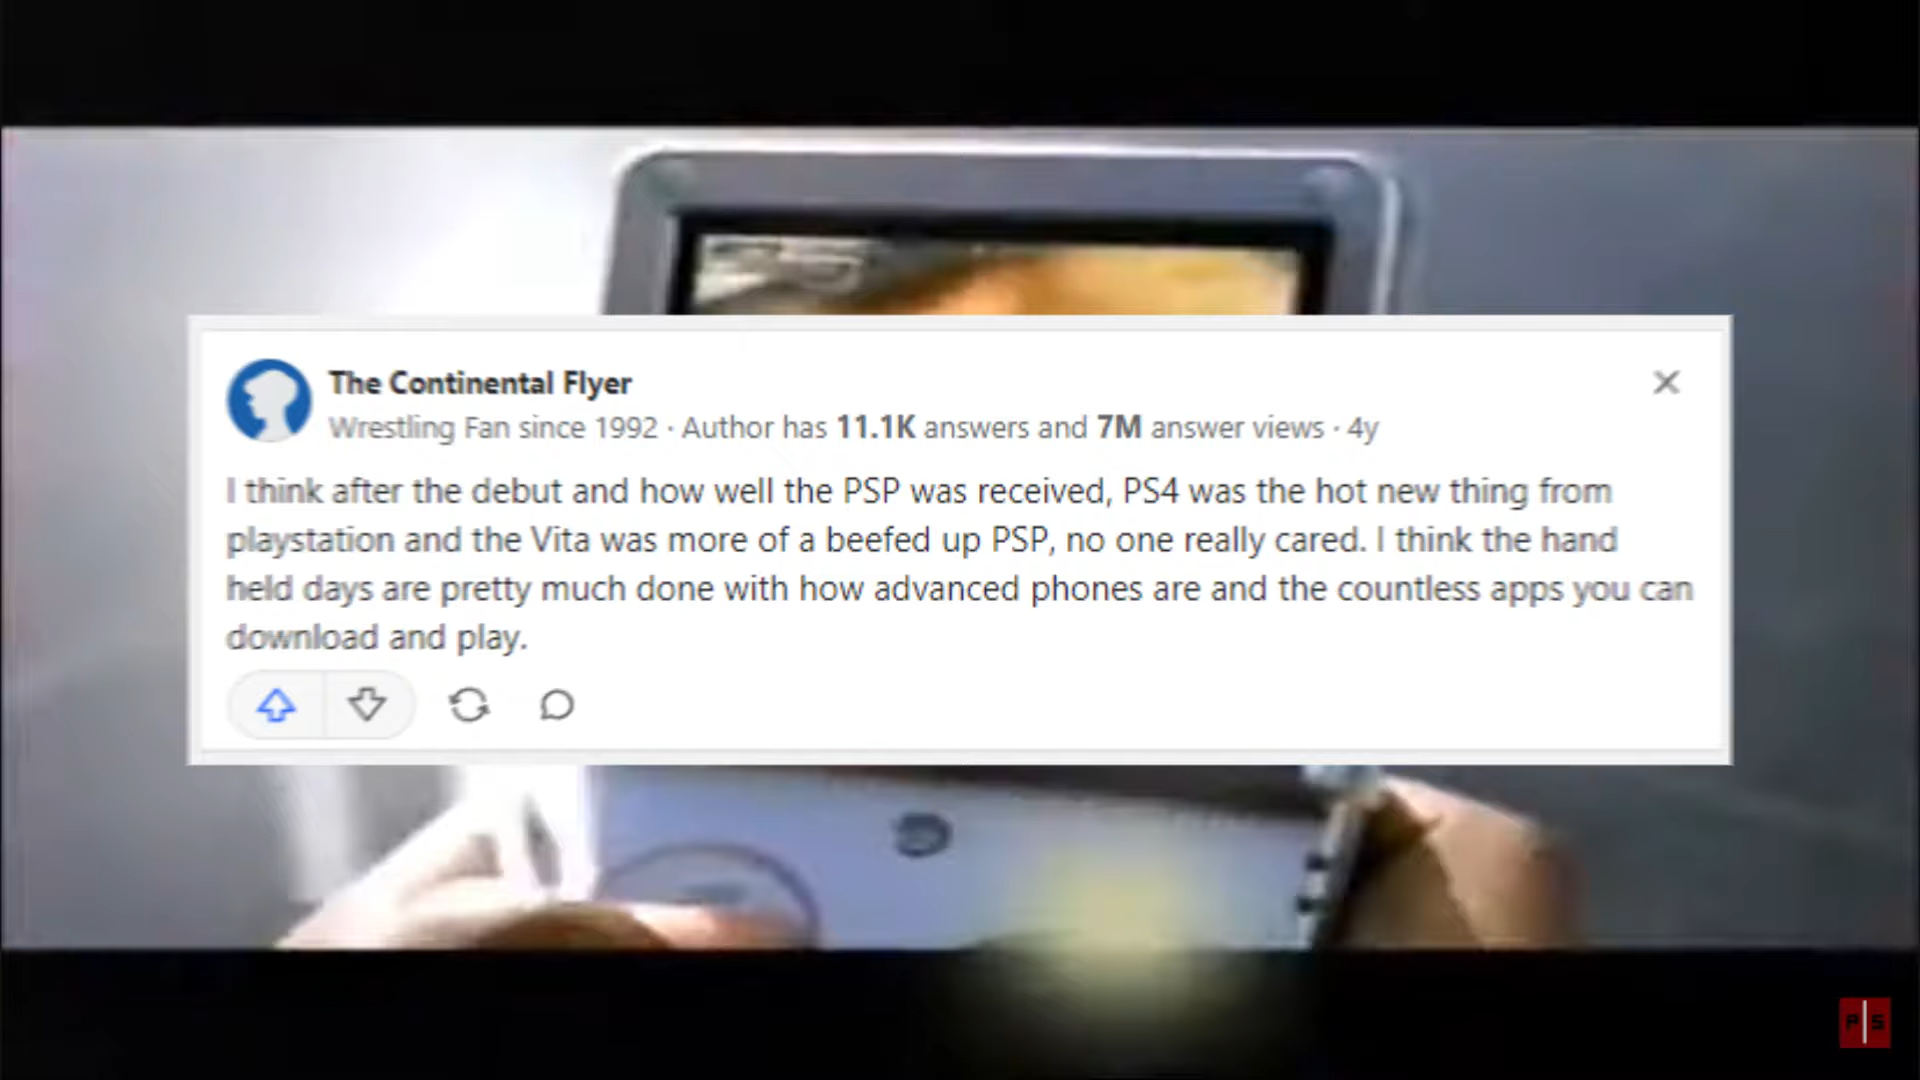 The Continental Flyer
Wrestling Fan since 1992 · Author has 11.1K answers and 7M answer views · 4y
I think after the debut and how well the PSP was received, PS4 was the hot new thing from
playstation and the Vita was more of a beefed up PSP, no one really cared. I think the hand
held days are pretty much done with how advanced phones are and the countless apps you can
download and play.
P|S